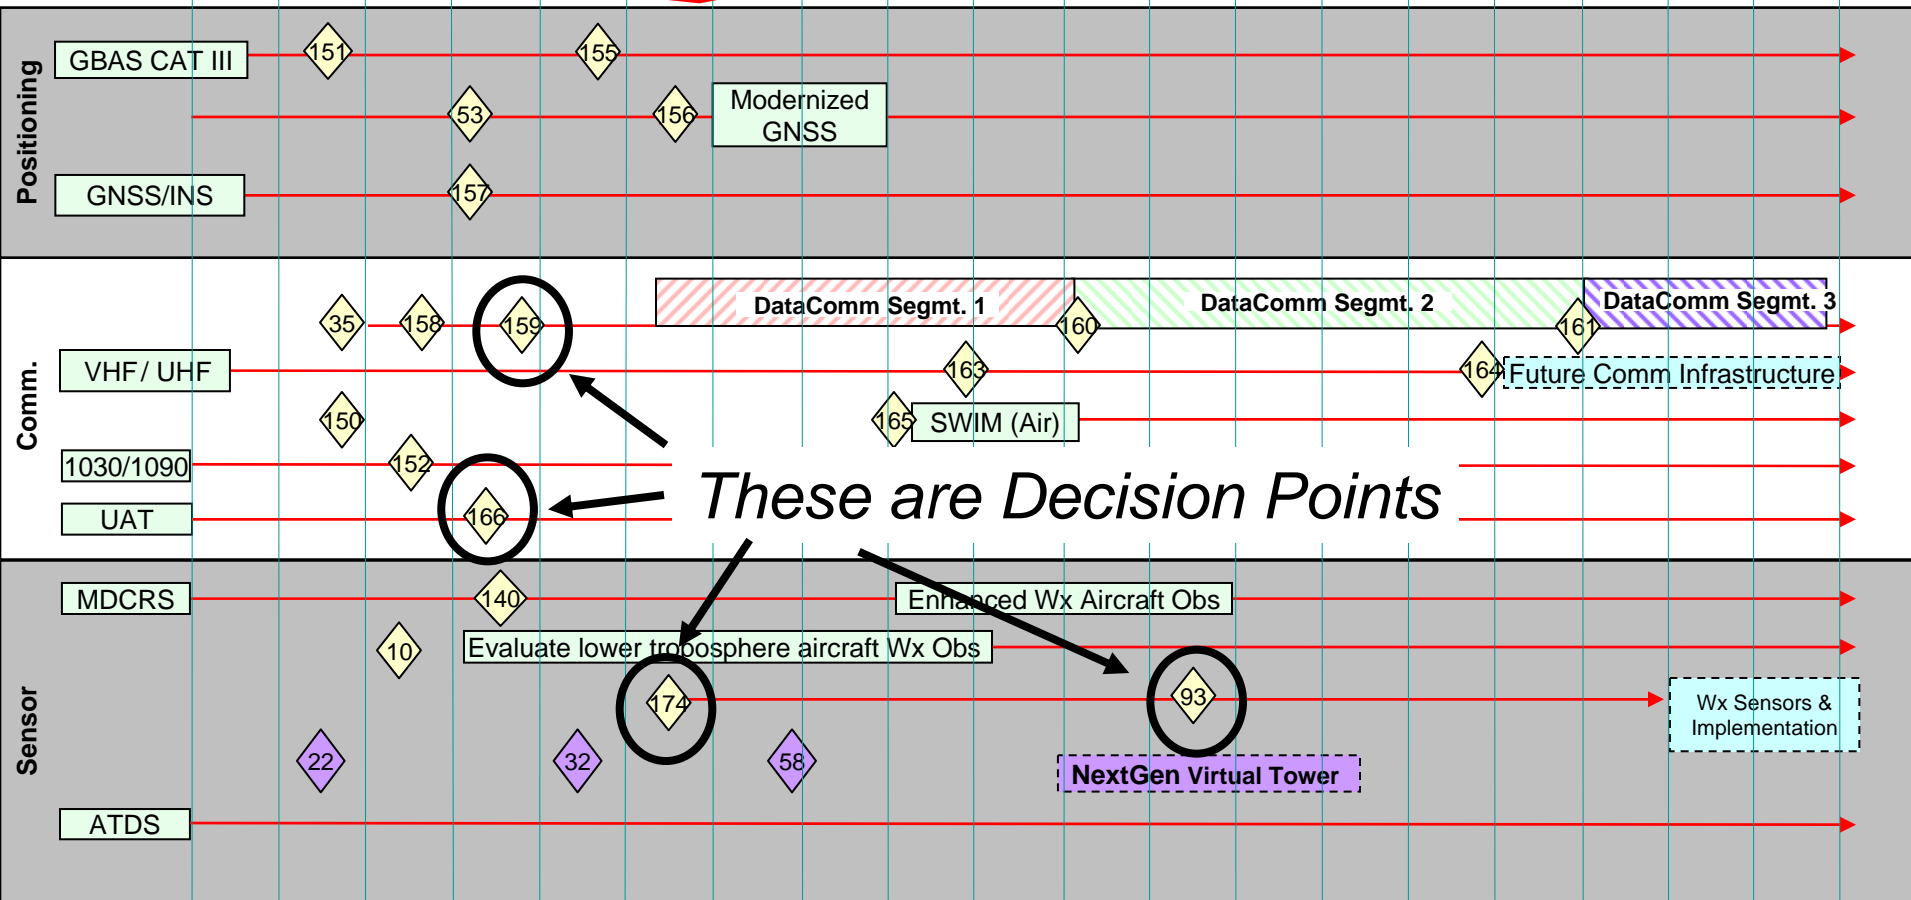 Positioning
GBAS CAT III
151
155
53
156
Modernized
GNSS
GNSS/INS
157
Comm.
35
158
159
DataComm Segmt. 1
160
DataComm Segmt. 2
161
DataComm Segmt. 3
VHF / UHF
163
164
Future Comm Infrastructure
150
165
SWIM (Air)
1030/1090
152
These are Decision Points
UAT
166
Sensor
MDCRS
140
Enhanced Wx Aircraft Obs
10
Evaluate lower troposphere aircraft Wx Obs
174
93
Wx Sensors &
Implementation
22
32
58
NextGen Virtual Tower
ATDS